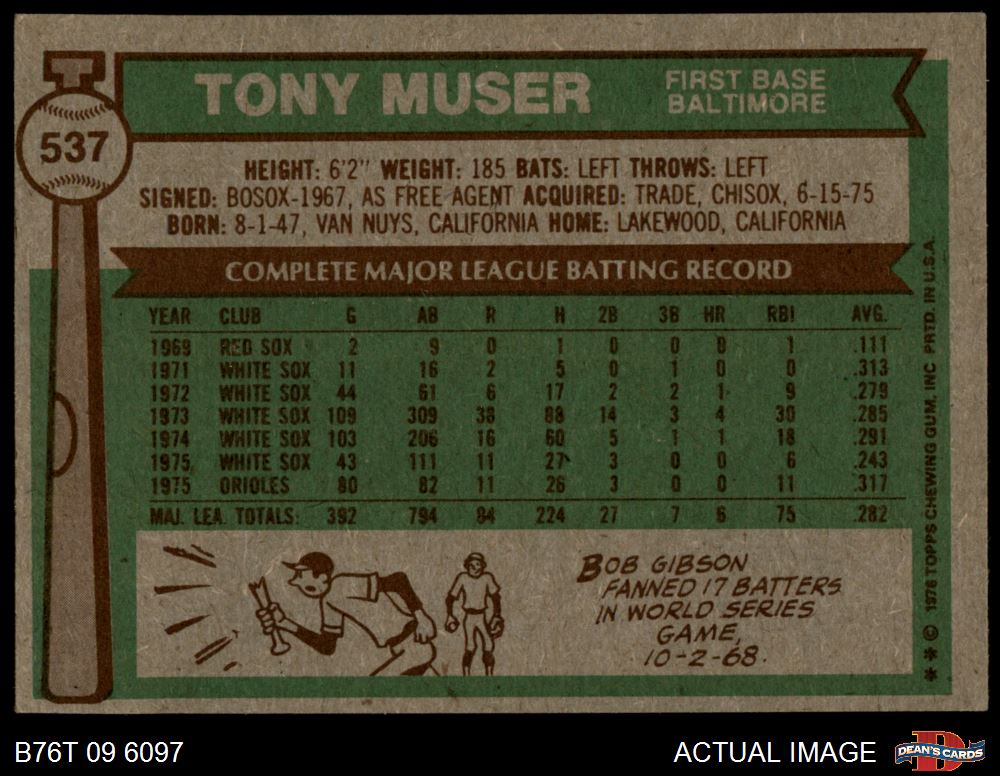 TONY MUSER
FIRST BASE
BALTIMORE
537
HEIGHT: 6'2" WEIGHT: 185 BATS: LEFT THROWS: LEFT
SIGNED: BOSOX-1967, AS FREE AGENT ACQUIRED: TRADE, CHISOX, 6-15-75
BORN: 8-1-47, VAN NUYS, CALIFORNIA HOME: LAKEWOOD, CALIFORNIA
COMPLETE MAJOR LEAGUE BATTING RECORD
YEAR CLUB G AB R H 2B 3B HR RBI AVG.
1969 RED SOX 2 9 0 1 0 0 0 1 .111
1971 WHITE SOX 11 16 2 5 0 1 0 0 .313
1972 WHITE SOX 44 61 6 17 2 2 1 9 .279
1973 WHITE SOX 109 309 38 88 14 3 4 30 .285
1974 WHITE SOX 103 206 16 60 5 1 1 18 .291
1975 WHITE SOX 43 111 11 27 3 0 0 6 .243
1975 ORIOLES 80 82 11 26 3 0 0 11 .317
MAJ. LEA. TOTALS: 392 794 84 224 27 7 6 75 .282
BOB GIBSON
FANNED 17 BATTERS
IN WORLD SERIES
GAME,
10-2-68.
** © 1976 TOPPS CHEWING GUM, INC PRTD. IN U.S.A.
B76T 09 6097
ACTUAL IMAGE
D
DEAN'S CARDS